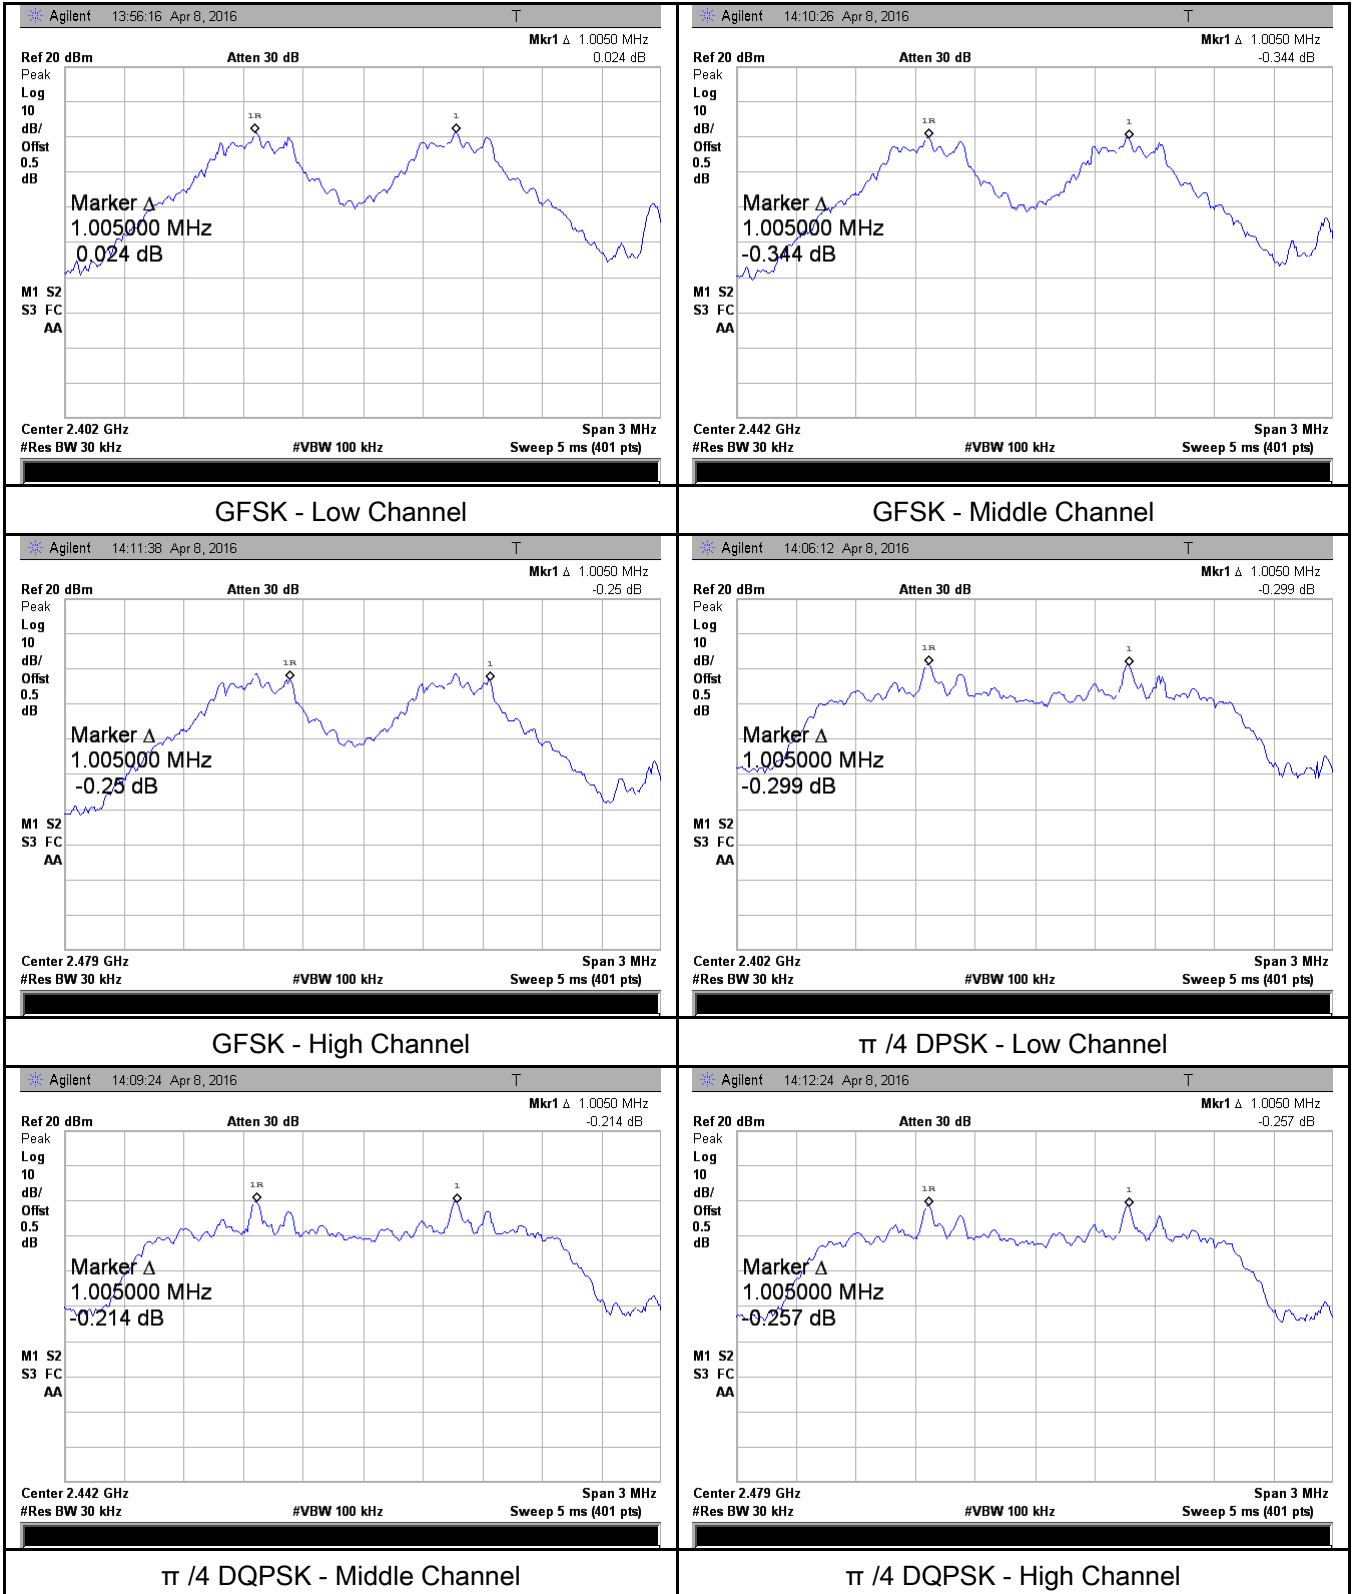 Agilent 13:56:16 Apr 8, 2016 T
Mkr1 Δ 1.0050 MHz
Ref 20 dBm Atten 30 dB 0.024 dB
Peak
Log
10
dB/
Offst
0.5
dB
1R 1
Marker Δ
1.005000 MHz
0.024 dB
M1 S2
S3 FC
AA
Center 2.402 GHz Span 3 MHz
#Res BW 30 kHz #VBW 100 kHz Sweep 5 ms (401 pts)
GFSK - Low Channel
Agilent 14:10:26 Apr 8, 2016 T
Mkr1 Δ 1.0050 MHz
Ref 20 dBm Atten 30 dB -0.344 dB
Peak
Log
10
dB/
Offst
0.5
dB
1R 1
Marker Δ
1.005000 MHz
-0.344 dB
M1 S2
S3 FC
AA
Center 2.442 GHz Span 3 MHz
#Res BW 30 kHz #VBW 100 kHz Sweep 5 ms (401 pts)
GFSK - Middle Channel
Agilent 14:11:38 Apr 8, 2016 T
Mkr1 Δ 1.0050 MHz
Ref 20 dBm Atten 30 dB -0.25 dB
Peak
Log
10
dB/
Offst
0.5
dB
1R 1
Marker Δ
1.005000 MHz
-0.25 dB
M1 S2
S3 FC
AA
Center 2.479 GHz Span 3 MHz
#Res BW 30 kHz #VBW 100 kHz Sweep 5 ms (401 pts)
GFSK - High Channel
Agilent 14:06:12 Apr 8, 2016 T
Mkr1 Δ 1.0050 MHz
Ref 20 dBm Atten 30 dB -0.299 dB
Peak
Log
10
dB/
Offst
0.5
dB
1R 1
Marker Δ
1.005000 MHz
-0.299 dB
M1 S2
S3 FC
AA
Center 2.402 GHz Span 3 MHz
#Res BW 30 kHz #VBW 100 kHz Sweep 5 ms (401 pts)
π /4 DPSK - Low Channel
Agilent 14:09:24 Apr 8, 2016 T
Mkr1 Δ 1.0050 MHz
Ref 20 dBm Atten 30 dB -0.214 dB
Peak
Log
10
dB/
Offst
0.5
dB
1R 1
Marker Δ
1.005000 MHz
-0.214 dB
M1 S2
S3 FC
AA
Center 2.442 GHz Span 3 MHz
#Res BW 30 kHz #VBW 100 kHz Sweep 5 ms (401 pts)
π /4 DQPSK - Middle Channel
Agilent 14:12:24 Apr 8, 2016 T
Mkr1 Δ 1.0050 MHz
Ref 20 dBm Atten 30 dB -0.257 dB
Peak
Log
10
dB/
Offst
0.5
dB
1R 1
Marker Δ
1.005000 MHz
-0.257 dB
M1 S2
S3 FC
AA
Center 2.479 GHz Span 3 MHz
#Res BW 30 kHz #VBW 100 kHz Sweep 5 ms (401 pts)
π /4 DQPSK - High Channel